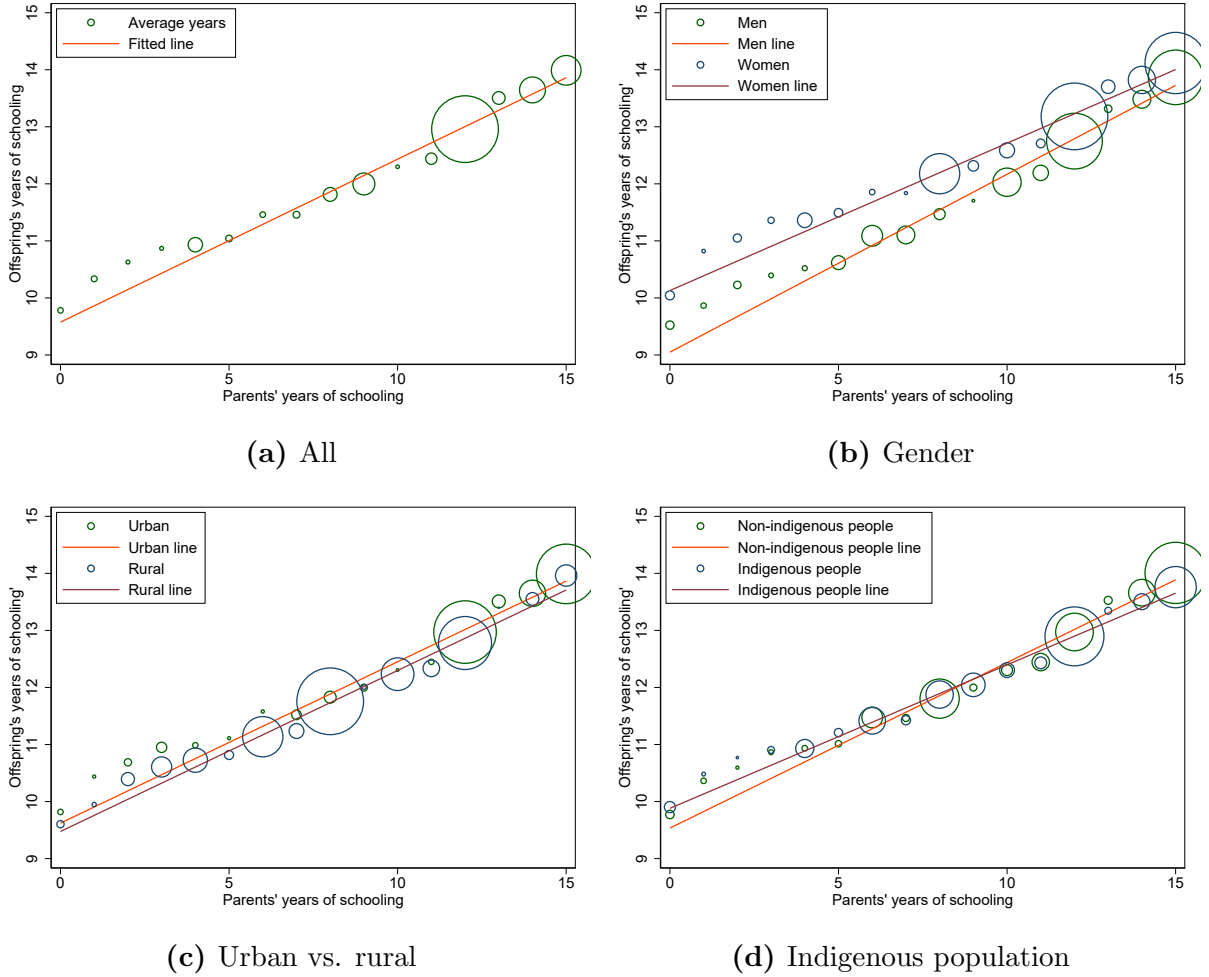 Average years
Fitted line
Offspring's years of schooling
9 10 11 12 13 14 15
0 5 10 15
Parents' years of schooling
(a) All
Men
Men line
Women
Women line
Offspring's years of schooling'
9 10 11 12 13 14 15
0 5 10 15
Parents' years of schooling
(b) Gender
Urban
Urban line
Rural
Rural line
Offspring's years of schooling'
9 10 11 12 13 14 15
0 5 10 15
Parents' years of schooling
(c) Urban vs. rural
Non-indigenous people
Non-indigenous people line
Indigenous people
Indigenous people line
Offspring's years of schooling'
9 10 11 12 13 14 15
0 5 10 15
Parents' years of schooling
(d) Indigenous population